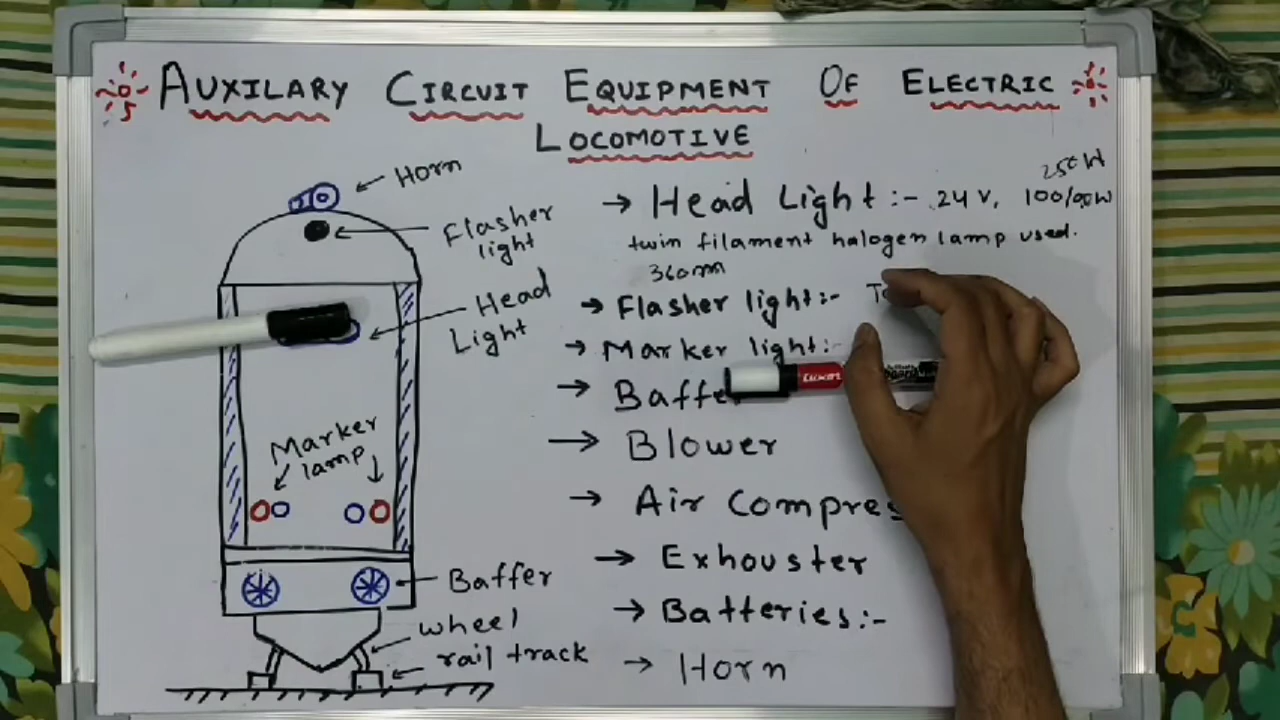 AUXILARY CIRCUIT EQUIPMENT OF ELECTRIC
LOCOMOTIVE
Horn
Flasher
light
Head
Light
Marker
lamp
Baffer
wheel
rail track
→ Head Light :- 24 V,
250W
twin filament halogen lamp used.
360mm
→ Flasher light:-
→ Marker light:-
→ Baffe
→ Blower
→ Air Compres
→ Exhouster
→ Batteries:-
→ Horn